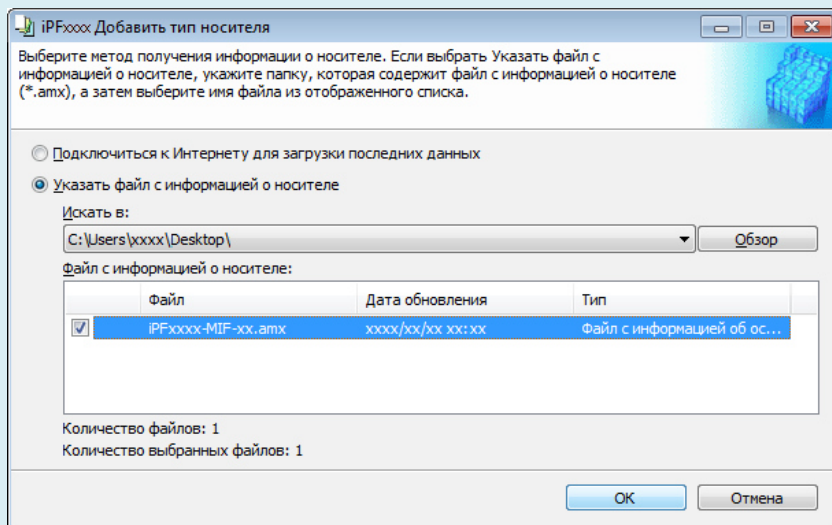 iPFxxxx Добавить тип носителя
Выберите метод получения информации о носителе. Если выбрать Указать файл с
информацией о носителе, укажите папку, которая содержит файл с информацией о носителе
(*.amx), а затем выберите имя файла из отображенного списка.
Подключиться к Интернету для загрузки последних данных
Указать файл с информацией о носителе
Искать в:
C:\Users\xxxx\Desktop\ Обзор
Файл с информацией о носителе:
Файл Дата обновления Тип
iPFxxxx-MIF-xx.amx xxxx/xx/xx xx:xx Файл с информацией об ос...
Количество файлов: 1
Количество выбранных файлов: 1
OK Отмена